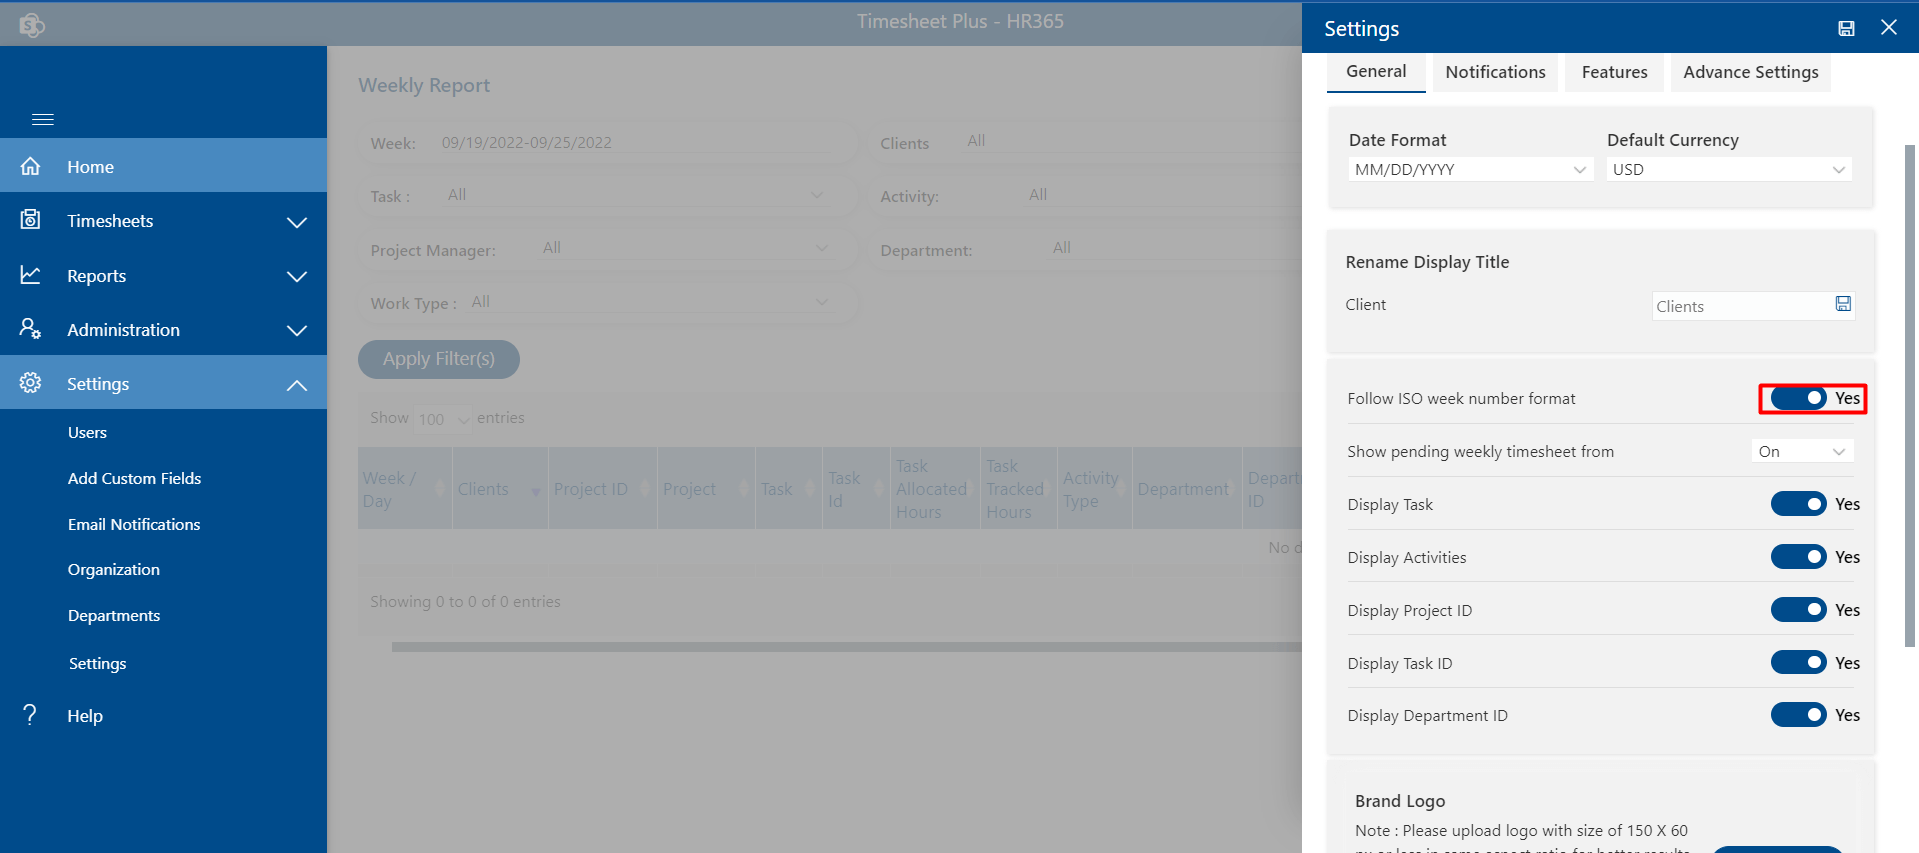 Timesheet Plus - HR365
Home
Timesheets
Reports
Administration
Settings
Users
Add Custom Fields
Email Notifications
Organization
Departments
Settings
Help
Weekly Report
Week: 09/19/2022-09/25/2022
Clients All
Task : All
Activity: All
Project Manager: All
Department: All
Work Type : All
Apply Filter(s)
Show 100 entries
Week / Day
Clients
Project ID
Project
Task
Task Id
Task Allocated Hours
Task Tracked Hours
Activity Type
Department
ID
No
Showing 0 to 0 of 0 entries
Settings
General
Notifications
Features
Advance Settings
Date Format
Default Currency
MM/DD/YYYY
USD
Rename Display Title
Client
Clients
Follow ISO week number format Yes
Show pending weekly timesheet from On
Display Task Yes
Display Activities Yes
Display Project ID Yes
Display Task ID Yes
Display Department ID Yes
Brand Logo
Note : Please upload logo with size of 150 X 60